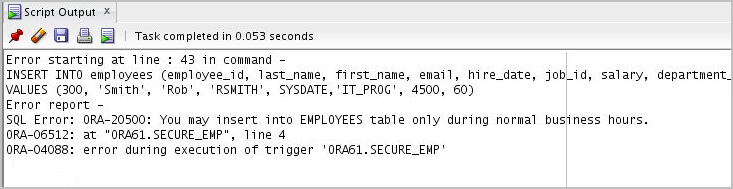 Script Output ×
Task completed in 0.053 seconds
Error starting at line : 43 in command -
INSERT INTO employees (employee_id, last_name, first_name, email, hire_date, job_id, salary, department_
VALUES (300, 'Smith', 'Rob', 'RSMITH', SYSDATE,'IT_PROG', 4500, 60)
Error report -
SQL Error: ORA-20500: You may insert into EMPLOYEES table only during normal business hours.
ORA-06512: at "ORA61.SECURE_EMP", line 4
ORA-04088: error during execution of trigger 'ORA61.SECURE_EMP'